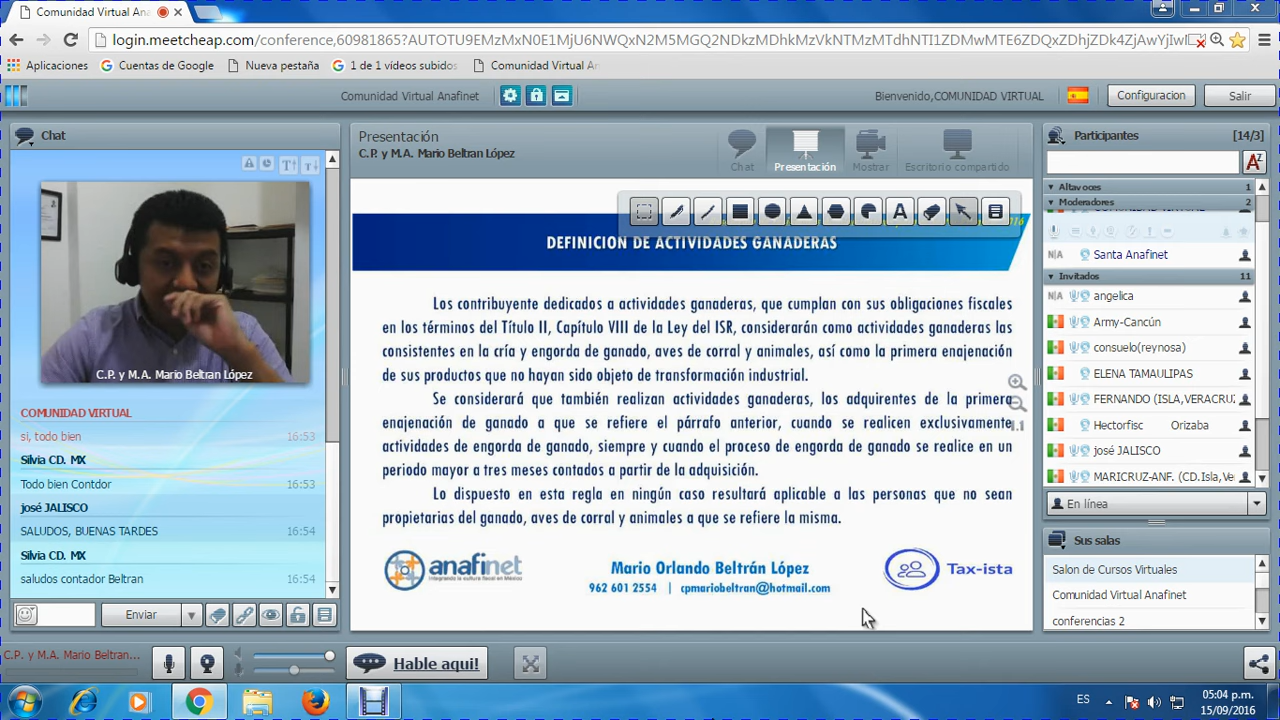 Comunidad Virtual Ana
login.meetcheap.com/conference,60981865?AUTOTU9EMzMxN0E1MjU6NWQxN2M5MGQ2NDkzMDhkMzVkNTMzMTdhNTI1ZDMwMTE6ZDQxZDhjZDk4ZjAwYjIwI
Aplicaciones
Cuentas de Google
Nueva pestaña
1 de 1 vídeos subidos
Comunidad Virtual An
Comunidad Virtual Anafinet
Bienvenido,COMUNIDAD VIRTUAL
Configuracion
Salir
Chat
C.P. y M.A. Mario Beltran López
COMUNIDAD VIRTUAL
si, todo bien 16:53
Silvia CD. MX
Todo bien Contdor 16:53
josé JALISCO
SALUDOS, BUENAS TARDES 16:54
Silvia CD. MX
saludos contador Beltran 16:54
Enviar
Presentación
C.P. y M.A. Mario Beltran López
Chat
Presentación
Mostrar
Escritorio compartido
DEFINICION DE ACTIVIDADES GANADERAS
Los contribuyente dedicados a actividades ganaderas, que cumplan con sus obligaciones fiscales
en los términos del Título II, Capítulo VIII de la Ley del ISR, considerarán como actividades ganaderas las
consistentes en la cría y engorda de ganado, aves de corral y animales, así como la primera enajenación
de sus productos que no hayan sido objeto de transformación industrial.
Se considerará que también realizan actividades ganaderas, los adquirentes de la primera
enajenación de ganado a que se refiere el párrafo anterior, cuando se realicen exclusivamente
actividades de engorda de ganado, siempre y cuando el proceso de engorda de ganado se realice en un
periodo mayor a tres meses contados a partir de la adquisición.
Lo dispuesto en esta regla en ningún caso resultará aplicable a las personas que no sean
propietarias del ganado, aves de corral y animales a que se refiere la misma.
1.1
anafinet
Integrando la cultura fiscal en México
Mario Orlando Beltrán López
962 601 2554 | cpmariobeltran@hotmail.com
Tax-ista
Participantes [14/3]
Altavoces 1
Moderadores 2
N/A Santa Anafinet
Invitados 11
N/A angelica
Army-Cancún
consuelo(reynosa)
ELENA TAMAULIPAS
FERNANDO (ISLA,VERACRUZ
Hectorfisc Orizaba
josé JALISCO
MARICRUZ-ANF. (CD.Isla,Ve
En línea
Sus salas
Salon de Cursos Virtuales
Comunidad Virtual Anafinet
conferencias 2
C.P. y M.A. Mario Beltran...
Hable aqui!
ES
05:04 p.m.
15/09/2016